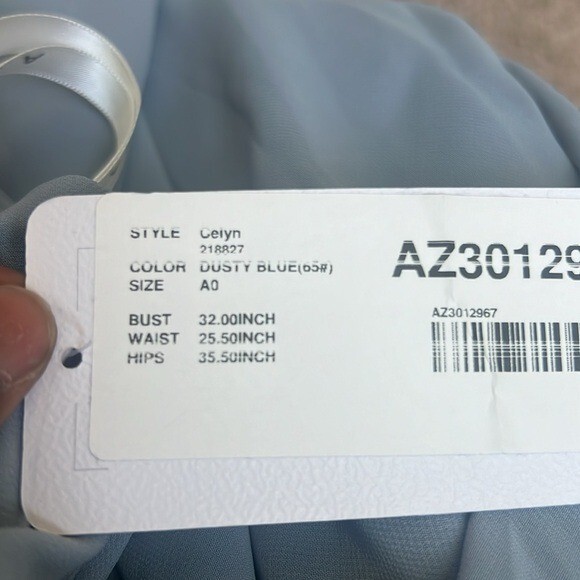 STYLE Celyn
218827
COLOR DUSTY BLUE(65#)
SIZE A0
BUST 32.00INCH
WAIST 25.50INCH
HIPS 35.50INCH
AZ30129
AZ3012967
A